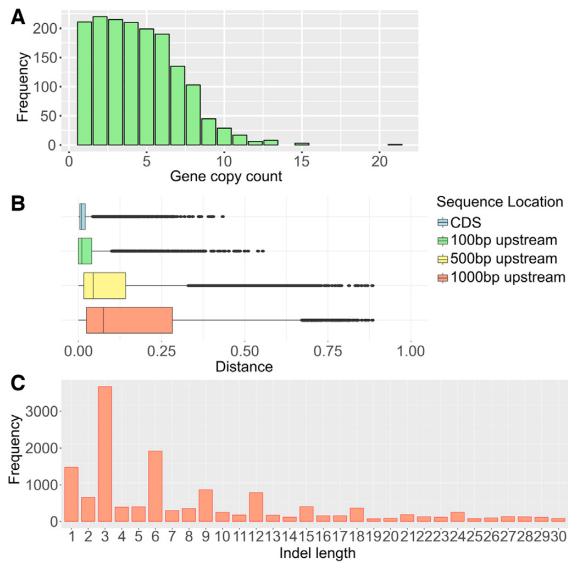 A
Frequency
200
150
100
50
0
0 5 10 15 20
Gene copy count
B
Sequence Location
CDS
100bp upstream
500bp upstream
1000bp upstream
0.00 0.25 0.50 0.75 1.00
Distance
C
Frequency
3000
2000
1000
0
1 2 3 4 5 6 7 8 9 10 11 12 13 14 15 16 17 18 19 20 21 22 23 24 25 26 27 28 29 30
Indel length